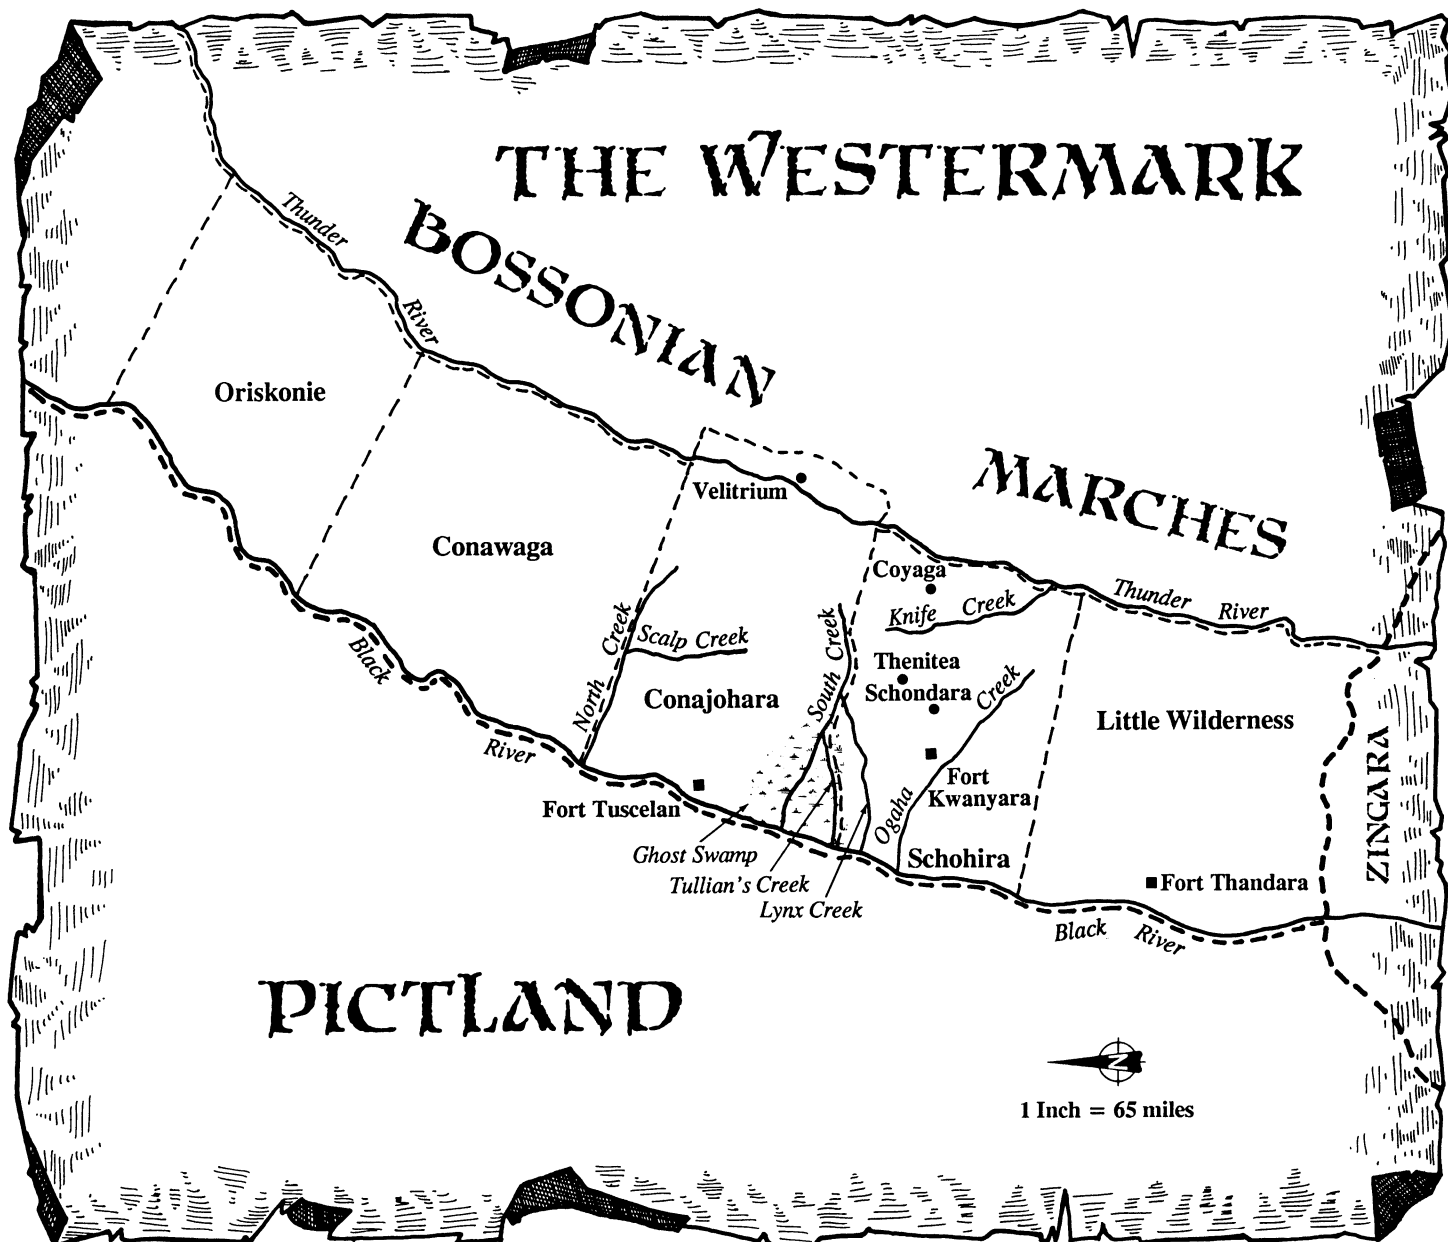 THE WESTERMARK
BOSSONIAN
MARCHES
Thunder
River
Oriskonie
Velitrium
Conawaga
Coyaga
Knife Creek
Thunder River
North Creek
Scalp Creek
South Creek
Thenitea
Schondara
Creek
Conajohara
Little Wilderness
Black
River
ZINGARA
Fort
Kwanyara
Ogaha
Fort Tuscelan
Ghost Swamp
Tullian's Creek
Lynx Creek
Schohira
Fort Thandara
Black River
PICTLAND
N
1 Inch = 65 miles